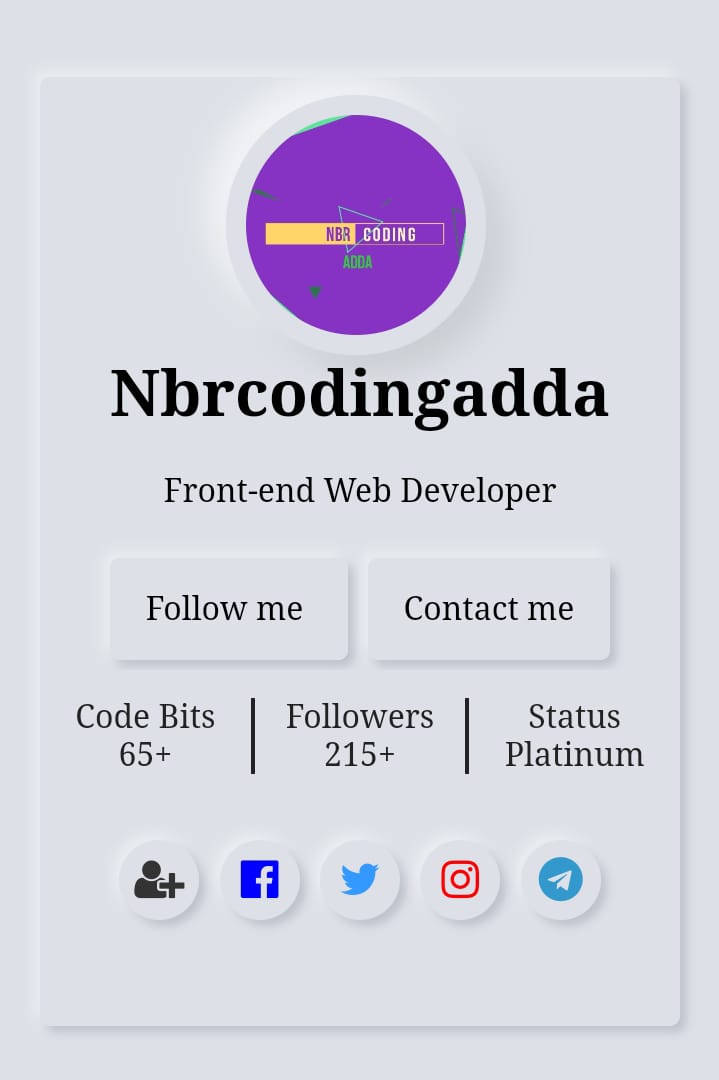 NBR CODING
ADDA
Nbrcodingadda
Front-end Web Developer
Follow me
Contact me
Code Bits
65+
Followers
215+
Status
Platinum